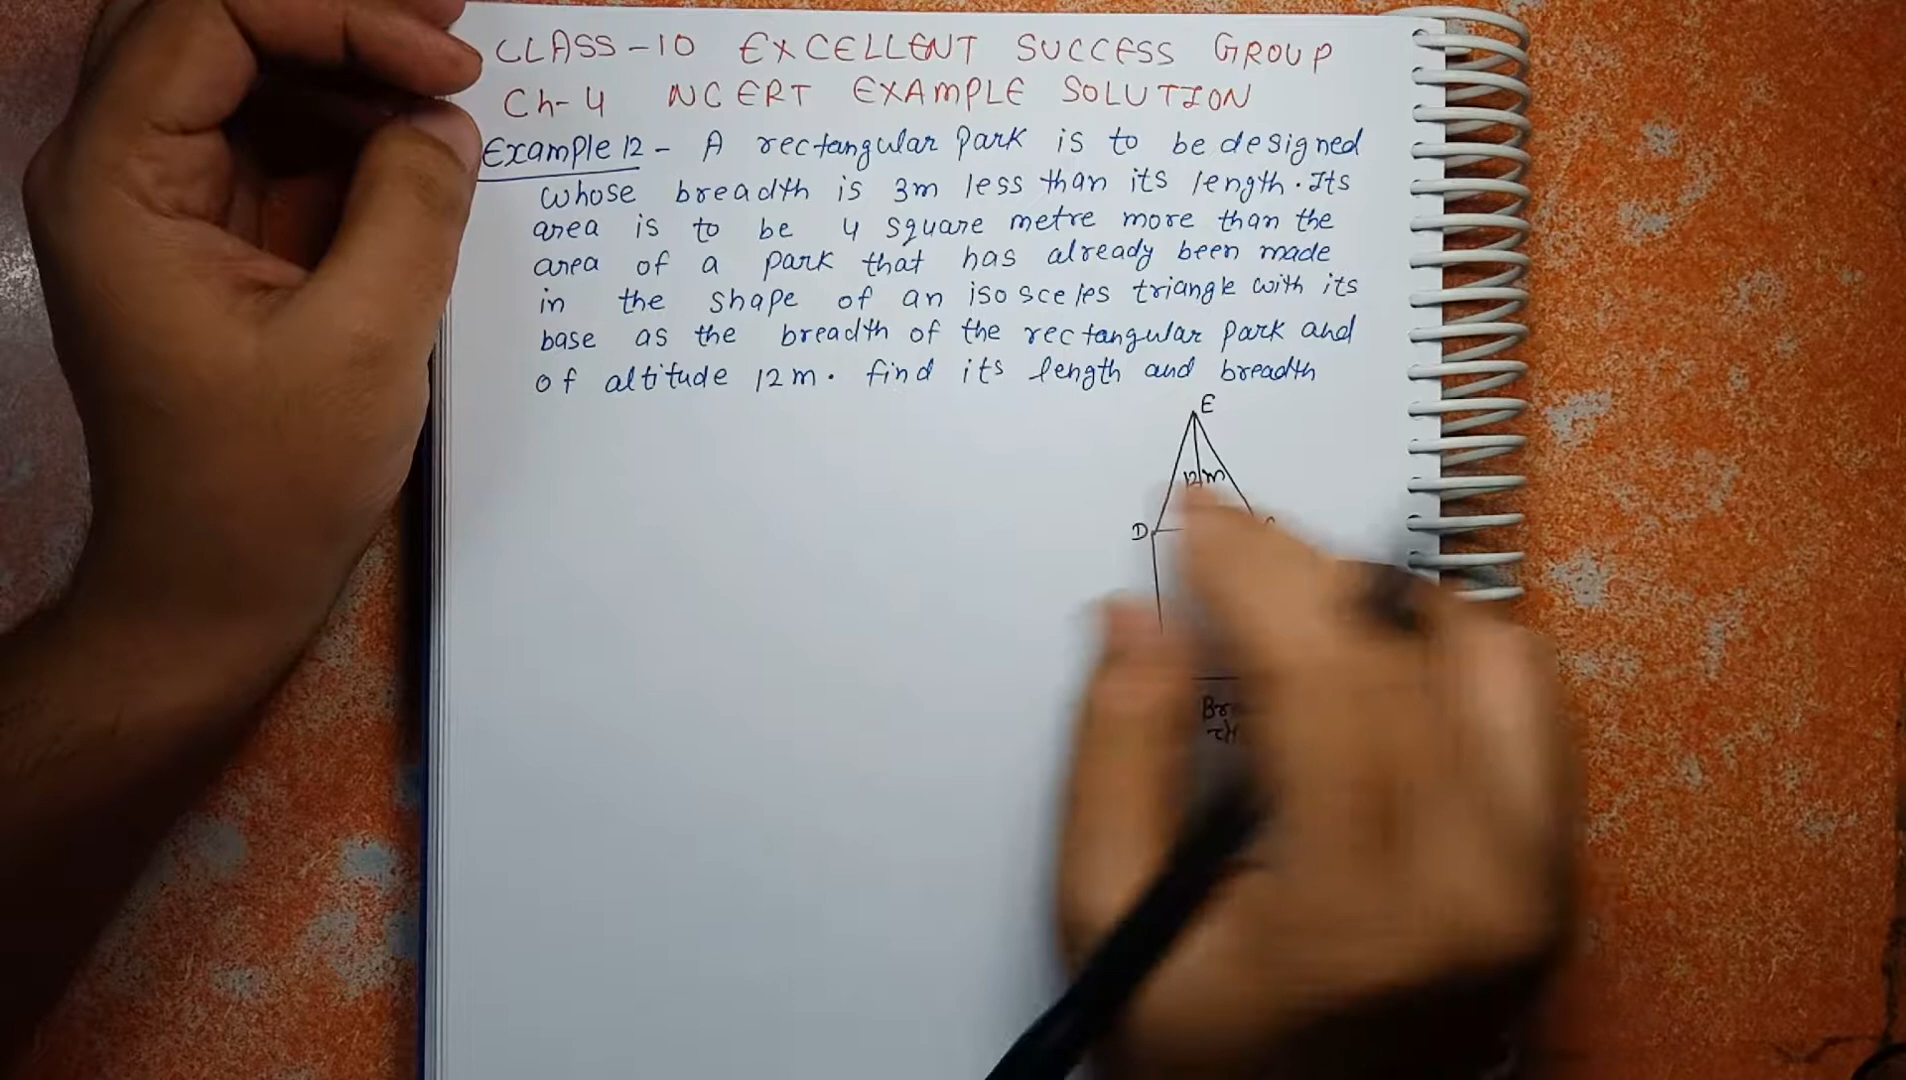 CLASS-10 EXCELLENT SUCCESS GROUP
Ch-4 NCERT EXAMPLE SOLUTION
Example 12 - A rectangular Park is to be designed
whose breadth is 3m less than its length. Its
area is to be 4 square metre more than the
area of a park that has already been made
in the shape of an isosceles triangle with its
base as the breadth of the rectangular Park and
of altitude 12m. find its length and breadth
E
12m
D